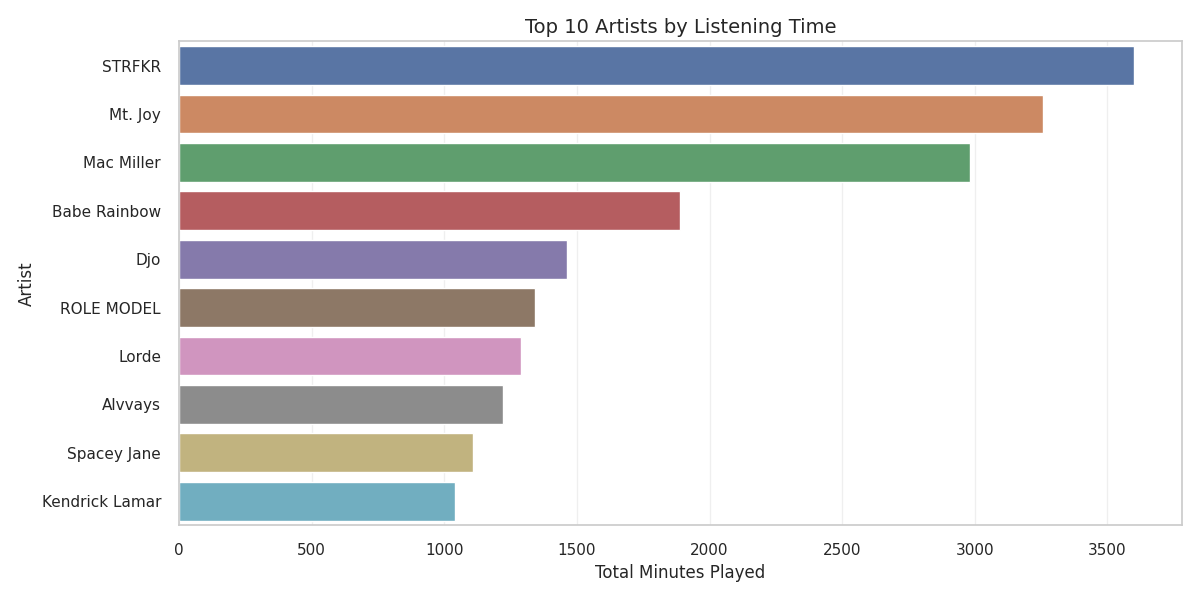 Top 10 Artists by Listening Time
STRFKR
Mt. Joy
Mac Miller
Babe Rainbow
Djo
ROLE MODEL
Lorde
Alvvays
Spacey Jane
Kendrick Lamar
Artist
0 500 1000 1500 2000 2500 3000 3500
Total Minutes Played